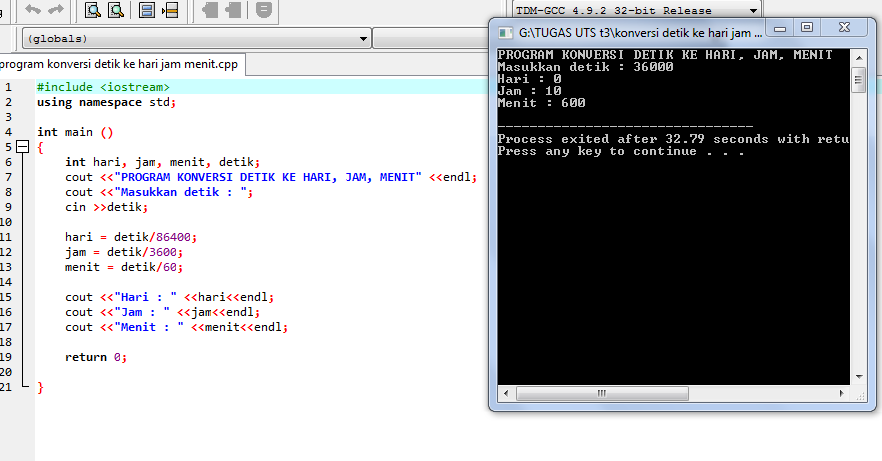 TDM-GCC 4.9.2 32-bit Release
(globals)
program konversi detik ke hari jam menit.cpp
1 #include <iostream>
2 using namespace std;
3
4 int main ()
5 {
6 int hari, jam, menit, detik;
7 cout <<"PROGRAM KONVERSI DETIK KE HARI, JAM, MENIT" <<endl;
8 cout <<"Masukkan detik : ";
9 cin >>detik;
10
11 hari = detik/86400;
12 jam = detik/3600;
13 menit = detik/60;
14
15 cout <<"Hari : " <<hari<<endl;
16 cout <<"Jam : " <<jam<<endl;
17 cout <<"Menit : " <<menit<<endl;
18
19 return 0;
20
21 }
G:\TUGAS UTS t3\konversi detik ke hari jam ...
PROGRAM KONVERSI DETIK KE HARI, JAM, MENIT
Masukkan detik : 36000
Hari : 0
Jam : 10
Menit : 600
--------------------------------
Process exited after 32.79 seconds with retu
Press any key to continue . . .